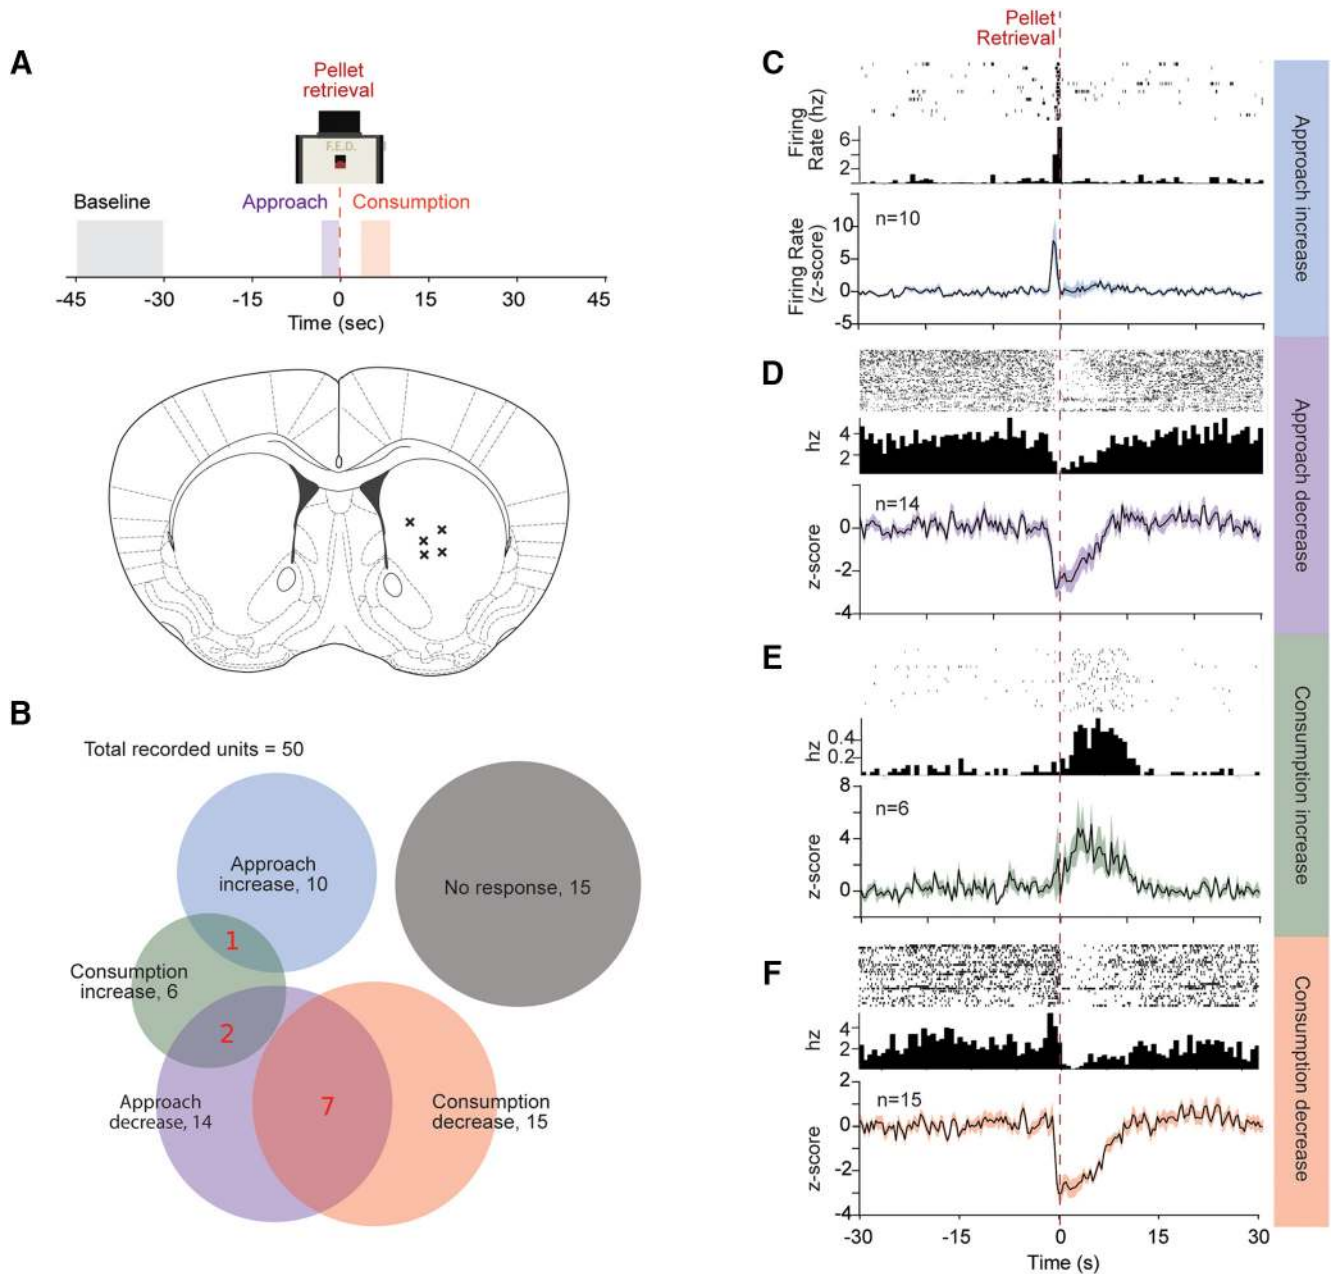 A
Pellet
retrieval
F.E.D.
Baseline
Approach
Consumption
-45
-30
-15
0
15
30
45
Time (sec)
B
Total recorded units = 50
Approach
increase, 10
No response, 15
1
Consumption
increase, 6
2
Approach
decrease, 14
7
Consumption
decrease, 15
Pellet
Retrieval
C
Firing
Rate (hz)
6
2
Firing Rate
(z-score)
10
5
0
-5
n=10
Approach increase
D
hz
4
2
z-score
0
-2
-4
n=14
Approach decrease
E
hz
0.4
0.2
z-score
8
4
0
n=6
Consumption increase
F
hz
4
2
z-score
2
0
-2
-4
n=15
Consumption decrease
-30
-15
0
15
30
Time (s)